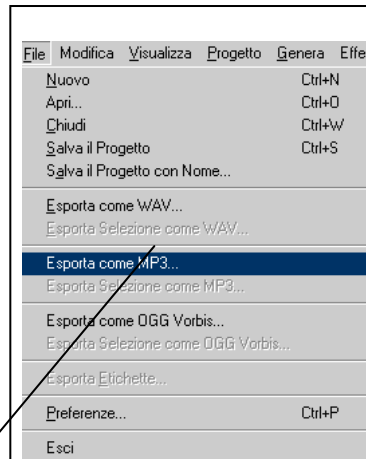 File Modifica Visualizza Progetto Genera Effe
Nuovo Ctrl+N
Apri... Ctrl+O
Chiudi Ctrl+W
Salva il Progetto Ctrl+S
Salva il Progetto con Nome...
Esporta come WAV...
Esporta Selezione come WAV...
Esporta come MP3...
Esporta Selezione come MP3...
Esporta come OGG Vorbis...
Esporta Selezione come OGG Vorbis...
Esporta Etichette...
Preferenze... Ctrl+P
Esci